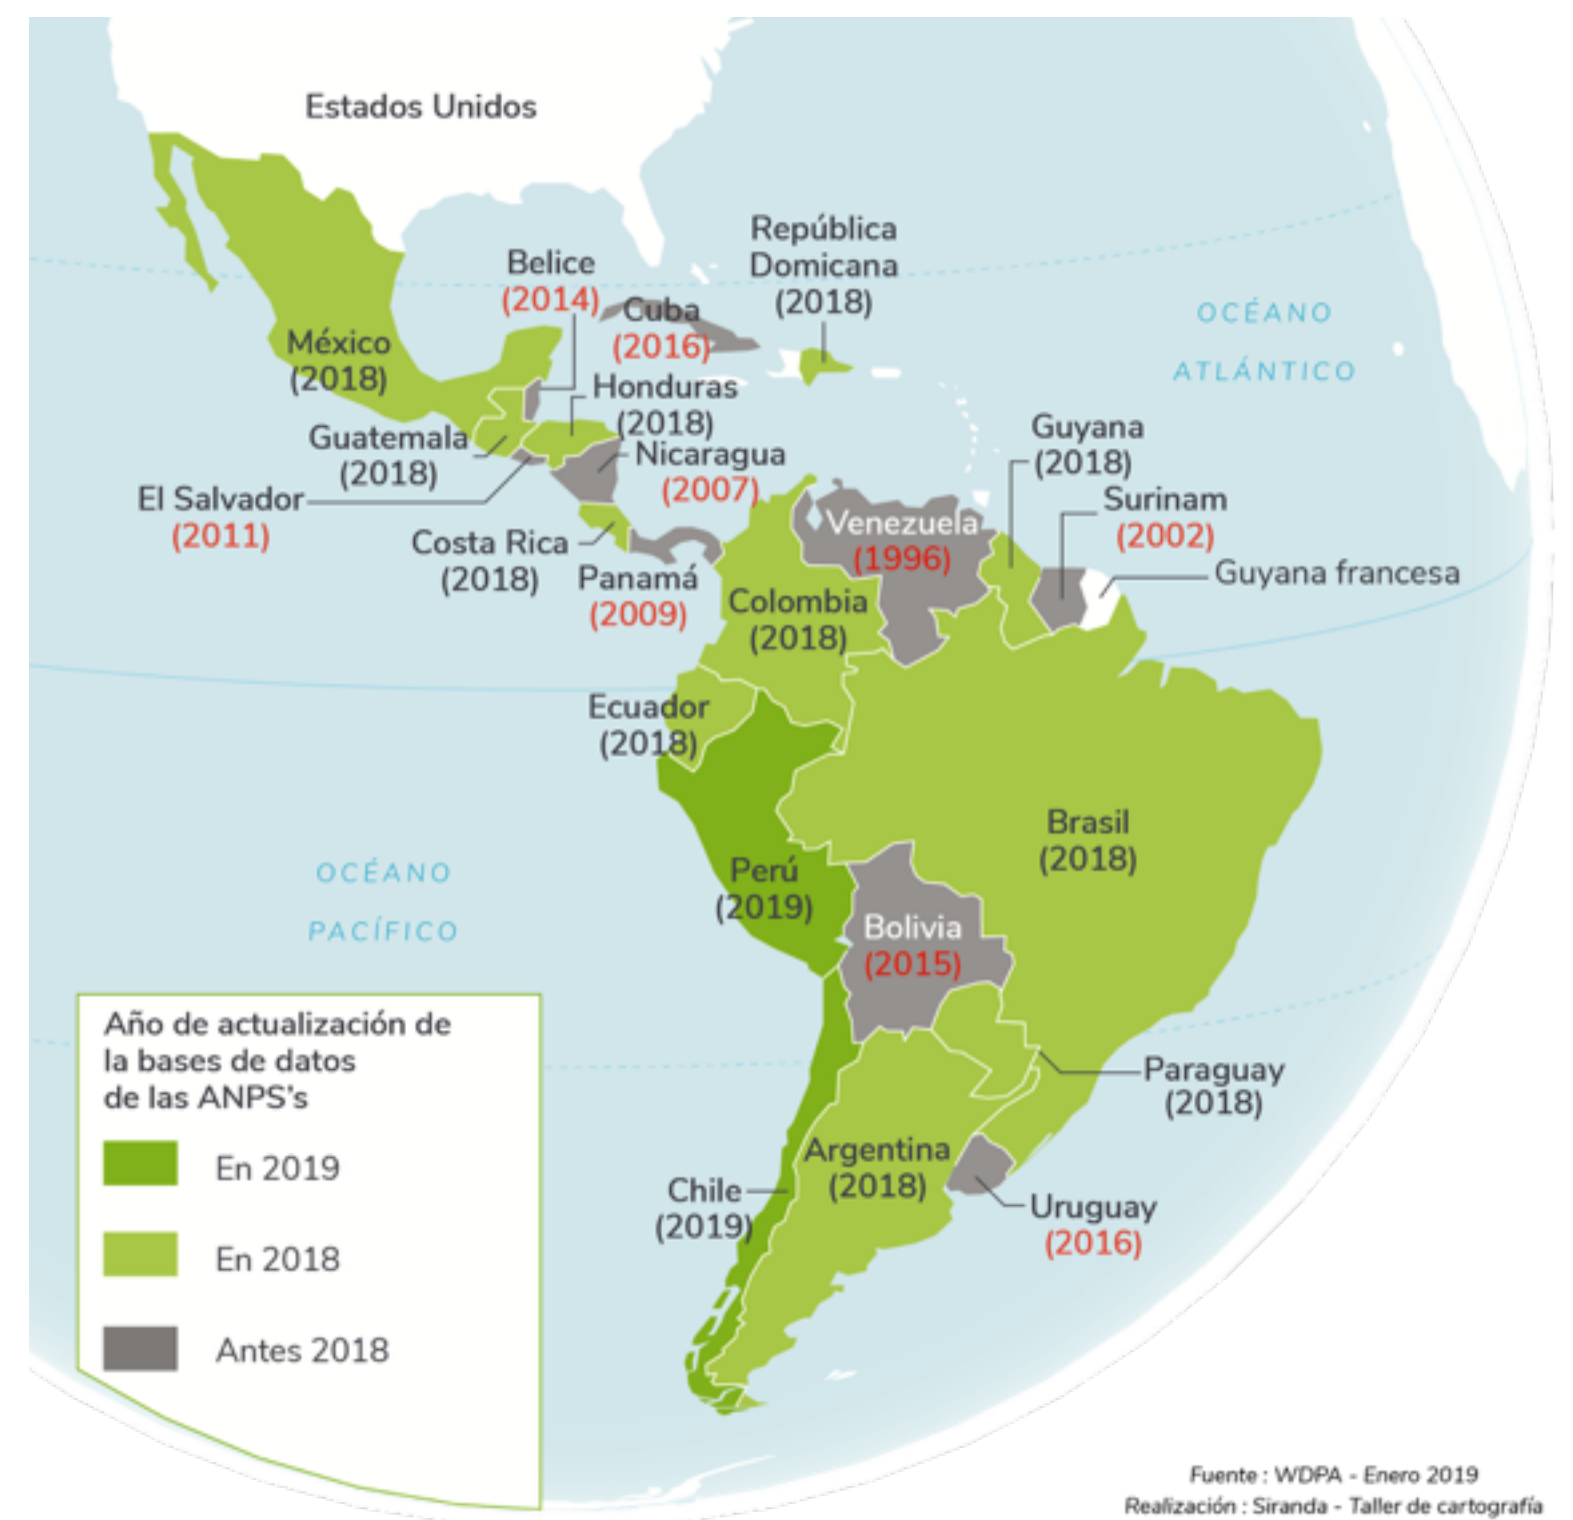 Estados Unidos
República
Domicana
(2018)
Belice
(2014)
Cuba
(2016)
OCÉANO
ATLÁNTICO
México
(2018)
Honduras
(2018)
Guatemala
(2018)
Nicaragua
(2007)
Guyana
(2018)
El Salvador
(2011)
Surinam
(2002)
Venezuela
(1996)
Costa Rica
(2018)
Panamá
(2009)
Guyana francesa
Colombia
(2018)
Ecuador
(2018)
Brasil
(2018)
OCÉANO
PACÍFICO
Perú
(2019)
Bolivia
(2015)
Paraguay
(2018)
Argentina
(2018)
Chile
(2019)
Uruguay
(2016)
Año de actualización de
la bases de datos
de las ANPS's
En 2019
En 2018
Antes 2018
Fuente : WDPA - Enero 2019
Realización : Siranda - Taller de cartografía